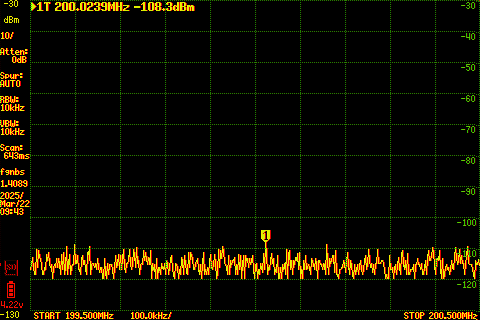 -30
1T 200.0239MHz -108.3dBm
dBm
10/
Atten:
0dB
Spur:
AUTO
RBW:
10kHz
VBW:
10kHz
Scan:
643ms
fgnbs
1.4089
2025/
Mar/22
09:43
4.22v
-130
-30
-40
-50
-60
-70
-80
-90
-100
-110
-120
1
START 199.500MHz 100.0kHz/ STOP 200.500MHz